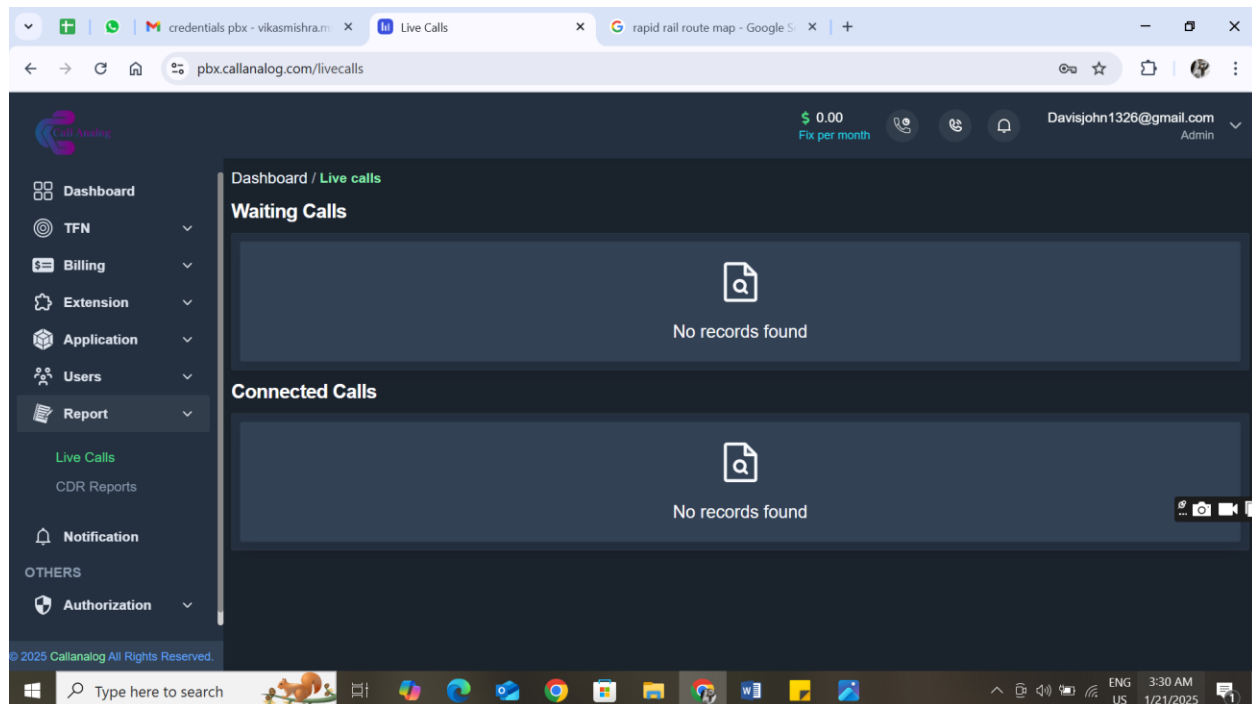 credentials pbx - vikasmishra.m
Live Calls
rapid rail route map - Google S
pbx.callanalog.com/livecalls
Call Analog
$ 0.00
Fix per month
Davisjohn1326@gmail.com
Admin
Dashboard
TFN
Billing
Extension
Application
Users
Report
Live Calls
CDR Reports
Notification
OTHERS
Authorization
© 2025 Callanalog All Rights Reserved.
Dashboard / Live calls
Waiting Calls
No records found
Connected Calls
No records found
Type here to search
ENG
US
3:30 AM
1/21/2025
1